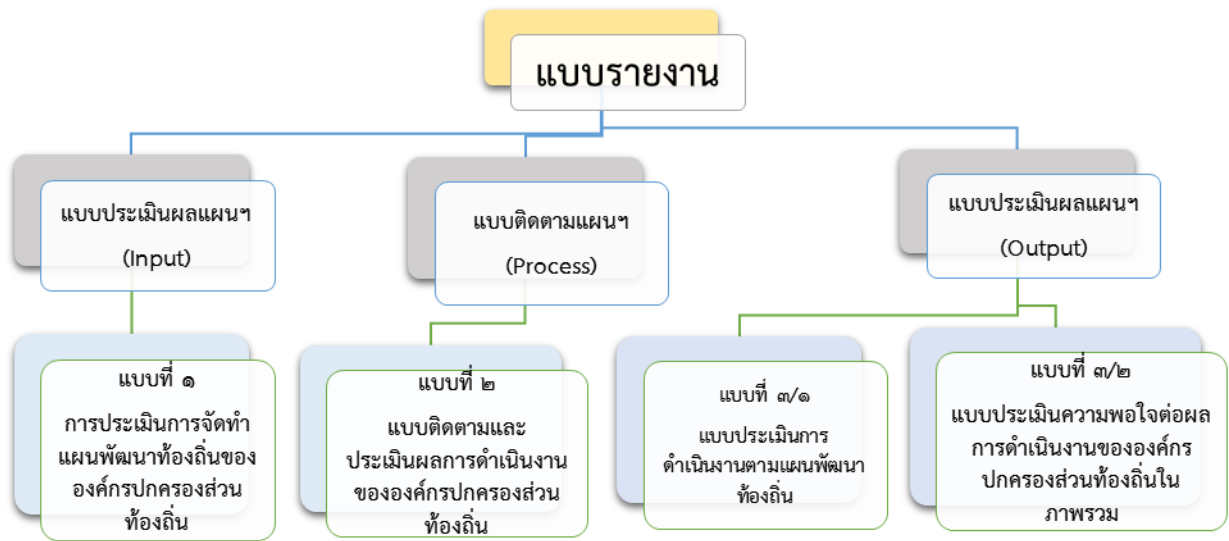 แบบรายงาน
แบบประเมินผลแผนฯ
(Input)
แบบติดตามแผนฯ
(Process)
แบบประเมินผลแผนฯ
(Output)
แบบที่ ๑
การประเมินการจัดทำ
แผนพัฒนาท้องถิ่นของ
องค์กรปกครองส่วน
ท้องถิ่น
แบบที่ ๒
แบบติดตามและ
ประเมินผลการดำเนินงาน
ขององค์กรปกครองส่วน
ท้องถิ่น
แบบที่ ๓/๑
แบบประเมินการ
ดำเนินงานตามแผนพัฒนา
ท้องถิ่น
แบบที่ ๓/๒
แบบประเมินความพอใจต่อผล
การดำเนินงานขององค์กร
ปกครองส่วนท้องถิ่นใน
ภาพรวม